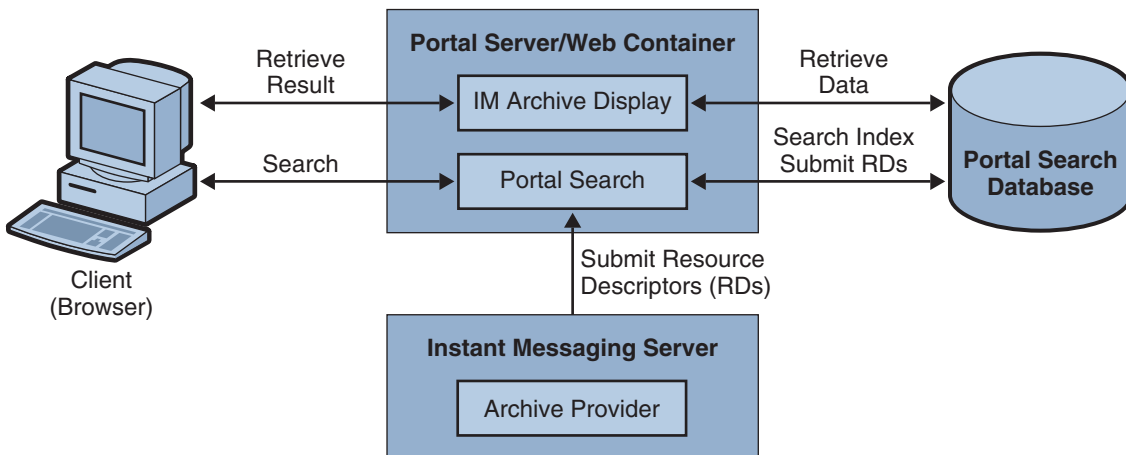 Portal Server/Web Container
Retrieve
Result
IM Archive Display
Retrieve
Data
Search
Portal Search
Search Index
Submit RDs
Portal Search
Database
Client
(Browser)
Submit Resource
Descriptors (RDs)
Instant Messaging Server
Archive Provider